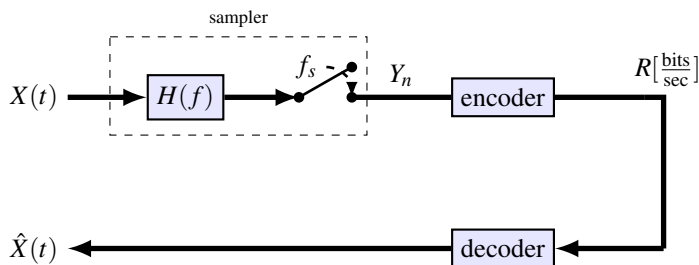 sampler
X(t)
H(f)
f_s
Y_n
encoder
R[bits/sec]
X̂(t)
decoder